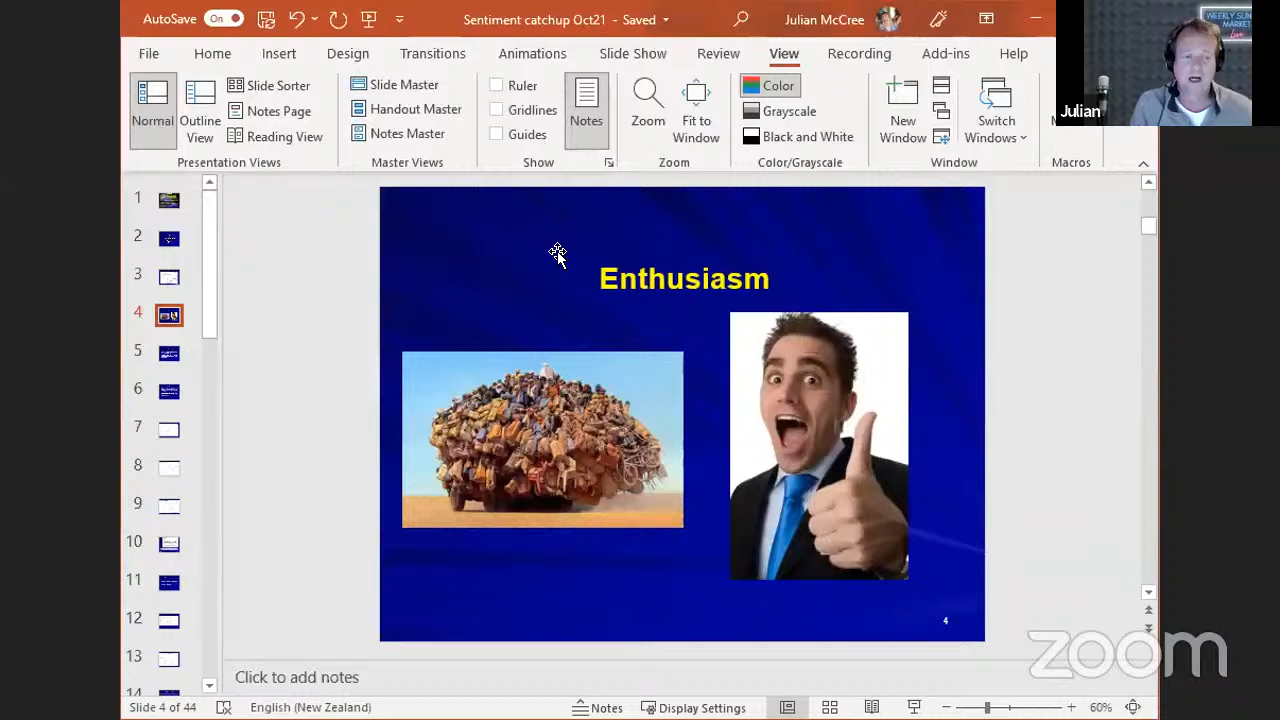 AutoSave On
Sentiment catchup Oct21 - Saved
Julian McCree
WEEKLY SUN
MARKET
Live
Julian
File Home Insert Design Transitions Animations Slide Show Review View Recording Add-ins Help
Normal
Outline View
Slide Sorter
Notes Page
Reading View
Presentation Views
Slide Master
Handout Master
Notes Master
Master Views
Ruler
Gridlines
Guides
Show
Notes
Zoom
Fit to Window
Zoom
Color
Grayscale
Black and White
Color/Grayscale
New Window
Switch Windows
Window
Macros
1
2
3
4
5
6
7
8
9
10
11
12
13
14
Enthusiasm
4
zoom
Click to add notes
Slide 4 of 44 English (New Zealand) Notes Display Settings 60%